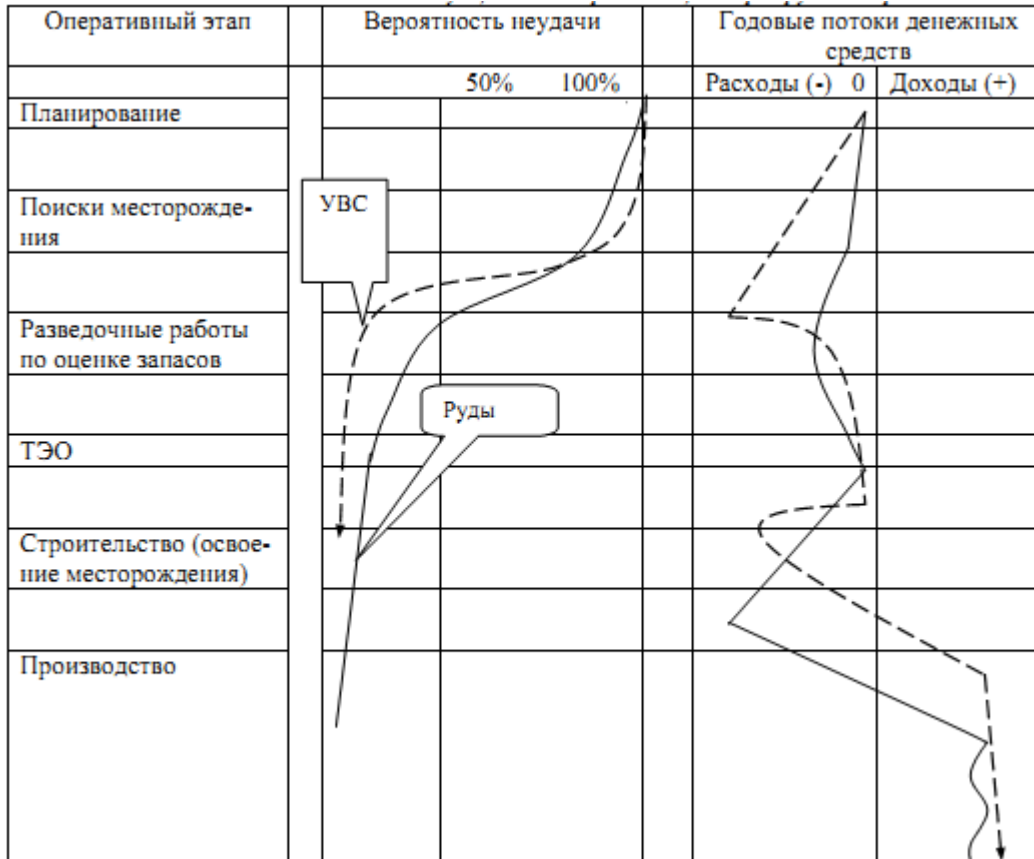 Оперативный этап
Вероятность неудачи
Годовые потоки денежных
средств
50% 100%
Расходы (-) 0 Доходы (+)
Планирование
Поиски месторожде-
ния
УВС
Разведочные работы
по оценке запасов
Руды
ТЭО
Строительство (освое-
ние месторождения)
Производство